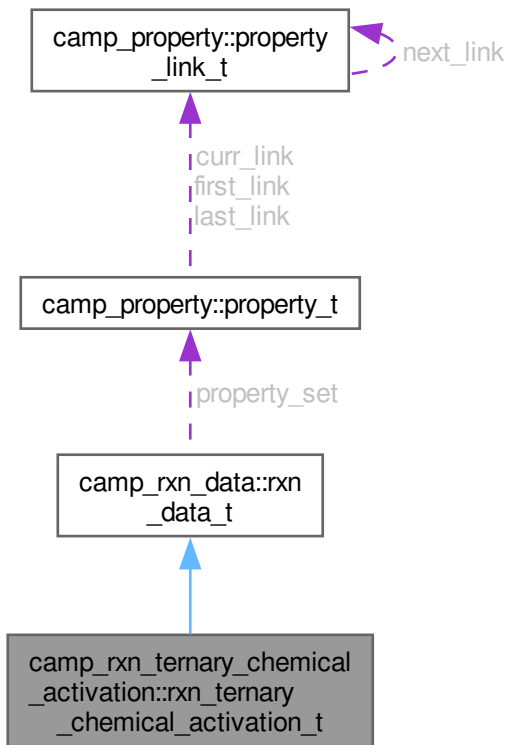 camp_property::property
_link_t
next_link
curr_link
first_link
last_link
camp_property::property_t
property_set
camp_rxn_data::rxn
_data_t
camp_rxn_ternary_chemical
_activation::rxn_ternary
_chemical_activation_t